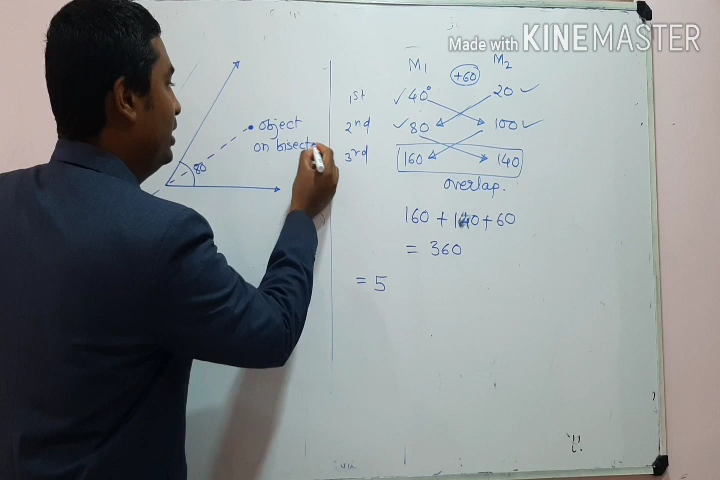 Made with KINEMASTER
80
object
on bisect
M1 +60 M2
1st ✓40° 20✓
2nd ✓80 100✓
3rd 160 140
overlap.
160 + 140 + 60
= 360
= 5